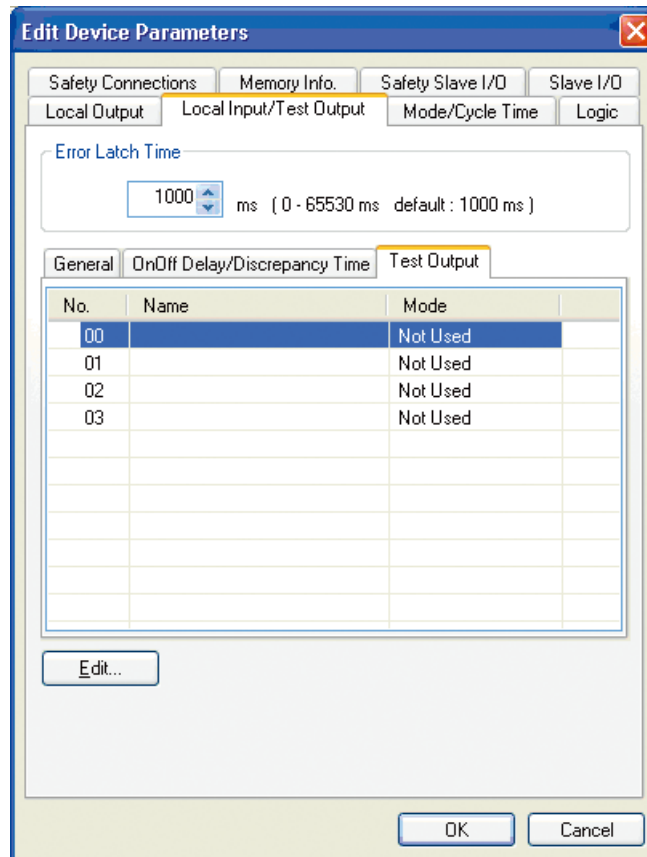 Edit Device Parameters
Safety Connections Memory Info. Safety Slave I/O Slave I/O
Local Output Local Input/Test Output Mode/Cycle Time Logic
Error Latch Time
1000 ms ( 0 - 65530 ms default : 1000 ms )
General OnOff Delay/Discrepancy Time Test Output
No. Name Mode
00 Not Used
01 Not Used
02 Not Used
03 Not Used
Edit...
OK Cancel